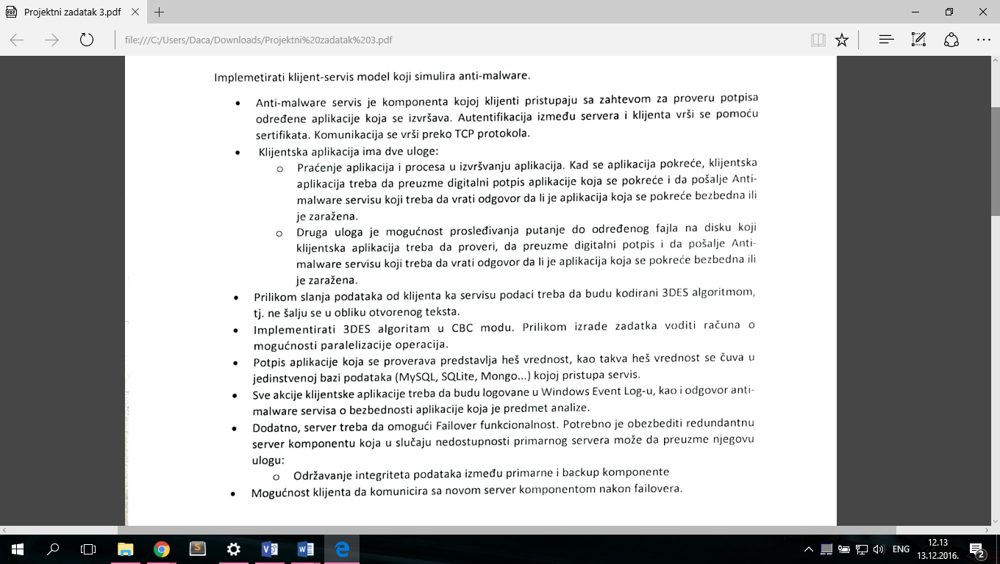 Projektni zadatak 3.pdf
file:///C:/Users/Daca/Downloads/Projektni%20zadatak%203.pdf
Implemetirati klijent-servis model koji simulira anti-malware.
• Anti-malware servis je komponenta kojoj klijenti pristupaju sa zahtevom za proveru potpisa
određene aplikacije koja se izvršava. Autentifikacija između servera i klijenta vrši se pomoću
sertifikata. Komunikacija se vrši preko TCP protokola.
• Klijentska aplikacija ima dve uloge:
o Praćenje aplikacija i procesa u izvršvanju aplikacija. Kad se aplikacija pokreće, klijentska
aplikacija treba da preuzme digitalni potpis aplikacije koja se pokreće i da pošalje Anti-
malware servisu koji treba da vrati odgovor da li je aplikacija koja se pokreće bezbedna ili
je zaražena.
o Druga uloga je mogućnost prosleđivanja putanje do određenog fajla na disku koji
klijentska aplikacija treba da proveri, da preuzme digitalni potpis i da pošalje Anti-
malware servisu koji treba da vrati odgovor da li je aplikacija koja se pokreće bezbedna ili
je zaražena.
• Prilikom slanja podataka od klijenta ka servisu podaci treba da budu kodirani 3DES algoritmom,
tj. ne šalju se u obliku otvorenog teksta.
• Implementirati 3DES algoritam u CBC modu. Prilikom izrade zadatka voditi računa o
mogućnosti paralelizacije operacija.
• Potpis aplikacije koja se proverava predstavlja heš vrednost, kao takva heš vrednost se čuva u
jedinstvenoj bazi podataka (MySQL, SQLite, Mongo...) kojoj pristupa servis.
• Sve akcije klijentske aplikacije treba da budu logovane u Windows Event Log-u, kao i odgovor anti-
malware servisa o bezbednosti aplikacije koja je predmet analize.
• Dodatno, server treba da omogući Failover funkcionalnost. Potrebno je obezbediti redundantnu
server komponentu koja u slučaju nedostupnosti primarnog servera može da preuzme njegovu
ulogu:
o Održavanje integriteta podataka između primarne i backup komponente
• Mogućnost klijenta da komunicira sa novom server komponentom nakon failovera.
ENG
12.13
13.12.2016.
2